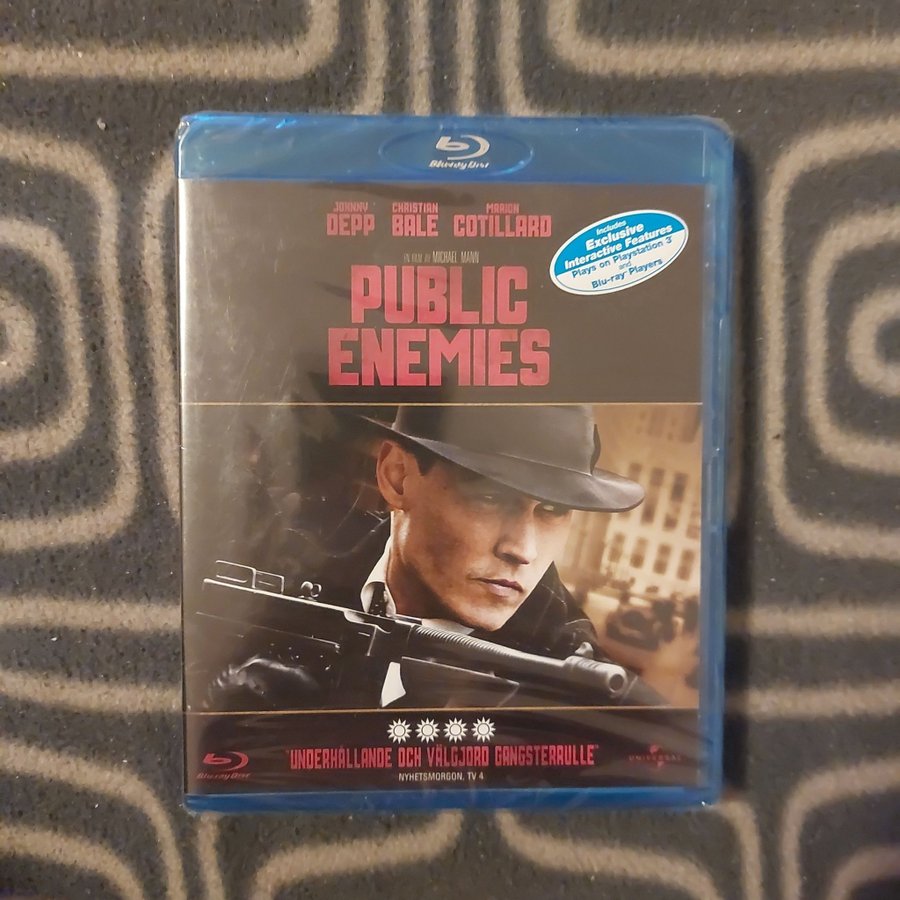 Blu-ray Disc
JOHNNY DEPP CHRISTIAN BALE MARION COTILLARD
Includes
Exclusive
Interactive Features
Plays on Playstation 3
and
Blu-ray Players
EN FILM AV MICHAEL MANN
PUBLIC
ENEMIES
"UNDERHÅLLANDE OCH VÄLGJORD GANGSTERRULLE"
NYHETSMORGON, TV 4
Blu-ray Disc
UNIVERSAL